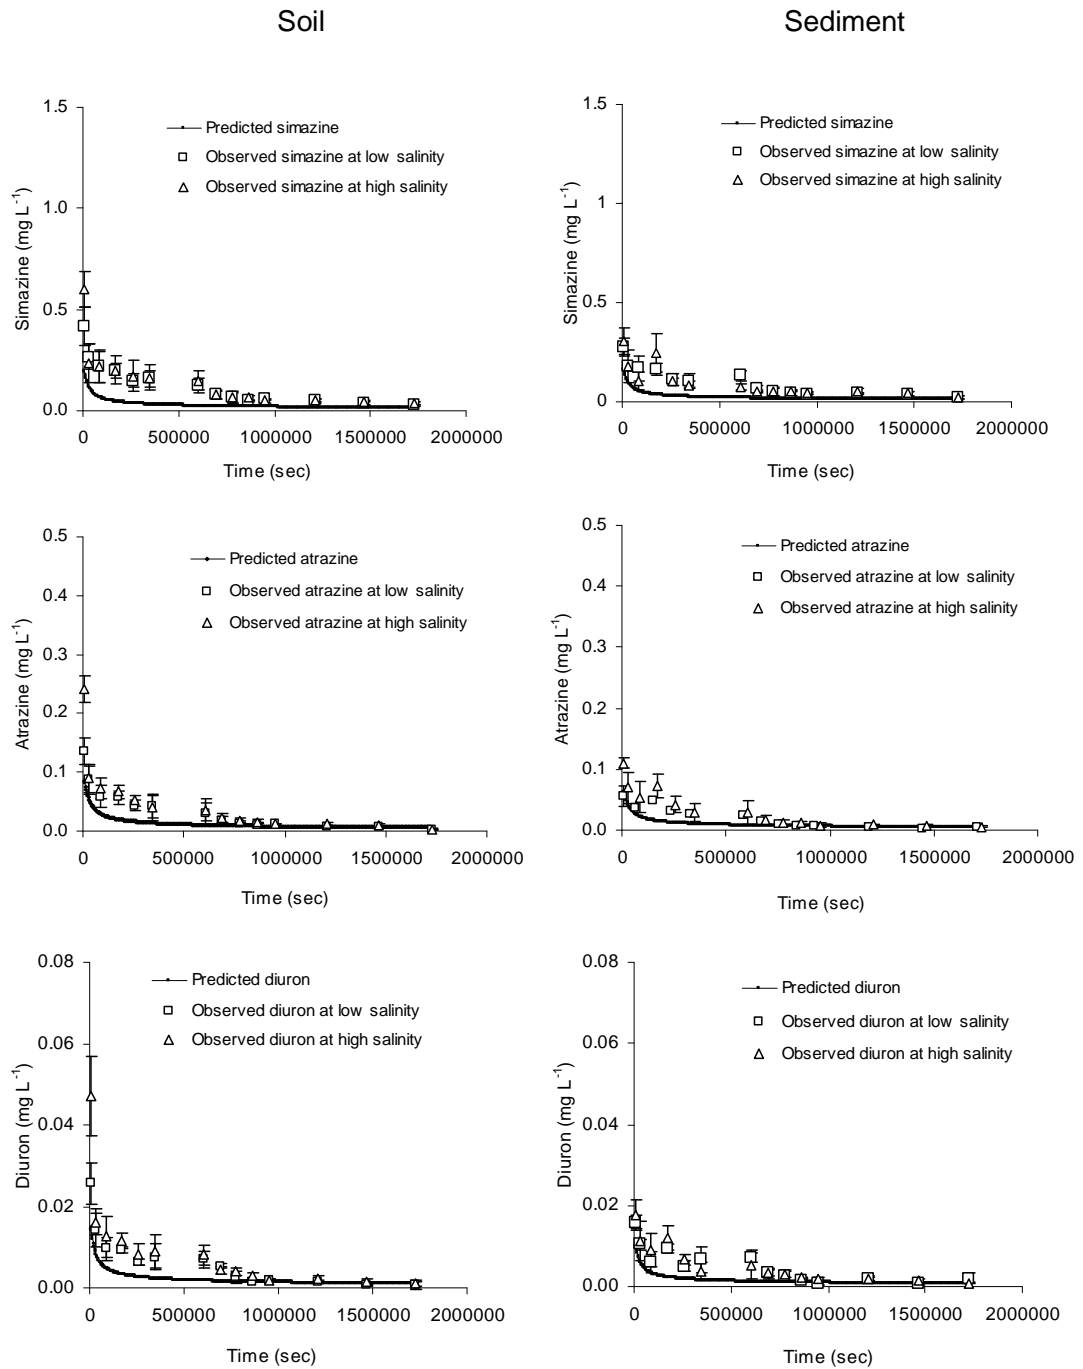 Soil
Sediment
1.5
1.0
0.5
0.0
Simazine (mg L⁻¹)
Predicted simazine
Observed simazine at low salinity
Observed simazine at high salinity
0 500000 1000000 1500000 2000000
Time (sec)
1.5
1
0.5
0
Simazine (mg L⁻¹)
Predicted simazine
Observed simazine at low salinity
Observed simazine at high salinity
0 500000 1000000 1500000 2000000
Time (sec)
0.5
0.4
0.3
0.2
0.1
0.0
Atrazine (mg L⁻¹)
Predicted atrazine
Observed atrazine at low salinity
Observed atrazine at high salinity
0 500000 1000000 1500000 2000000
Time (sec)
0.5
0.4
0.3
0.2
0.1
0.0
Atrazine (mg L⁻¹)
Predicted atrazine
Observed atrazine at low salinity
Observed atrazine at high salinity
0 500000 1000000 1500000 2000000
Time (sec)
0.08
0.06
0.04
0.02
0.00
Diuron (mg L⁻¹)
Predicted diuron
Observed diuron at low salinity
Observed diuron at high salinity
0 500000 1000000 1500000 2000000
Time (sec)
0.08
0.06
0.04
0.02
0.00
Diuron (mg L⁻¹)
Predicted diuron
Observed diuron at low salinity
Observed diuron at high salinity
0 500000 1000000 1500000 2000000
Time (sec)